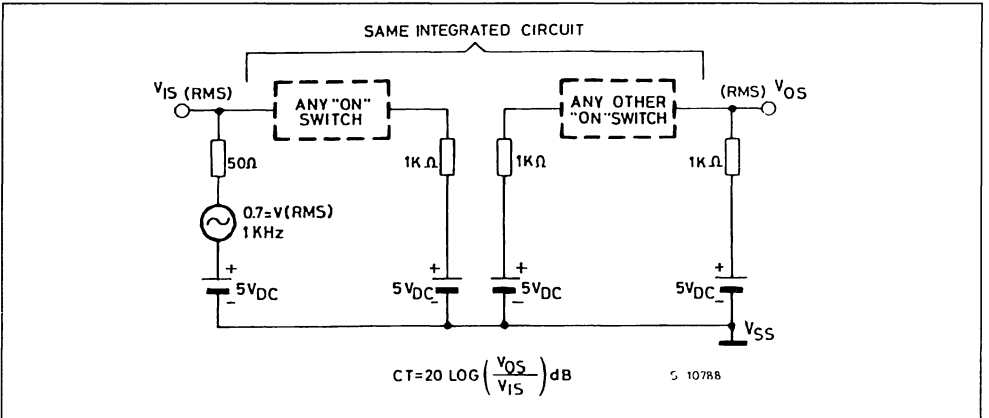 SAME INTEGRATED CIRCUIT
VIS (RMS)
ANY "ON"
SWITCH
ANY OTHER
"ON" SWITCH
(RMS) VOS
50Ω
1KΩ
1KΩ
1KΩ
0.7=V(RMS)
1KHz
+
5VDC
-
+
5VDC
-
+
5VDC
-
+
5VDC
-
VSS
CT=20 LOG (VOS/VIS) dB
S 10788